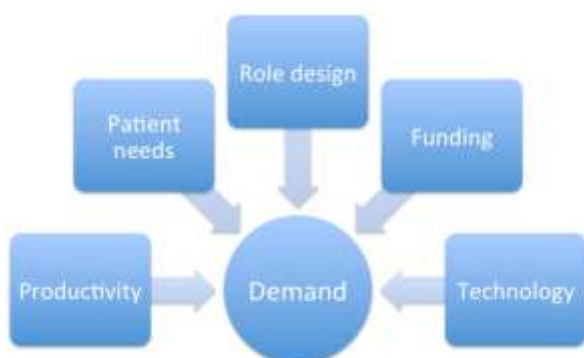 Role design
Patient
needs
Funding
Productivity
Demand
Technology